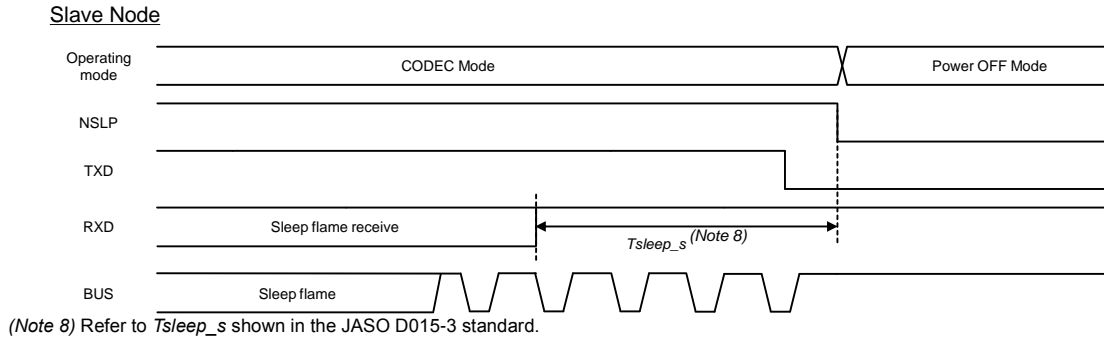 Slave Node
Operating
mode
CODEC Mode
Power OFF Mode
NSLP
TXD
RXD
Sleep flame receive
Tsleep_s (Note 8)
BUS
Sleep flame
(Note 8) Refer to Tsleep_s shown in the JASO D015-3 standard.